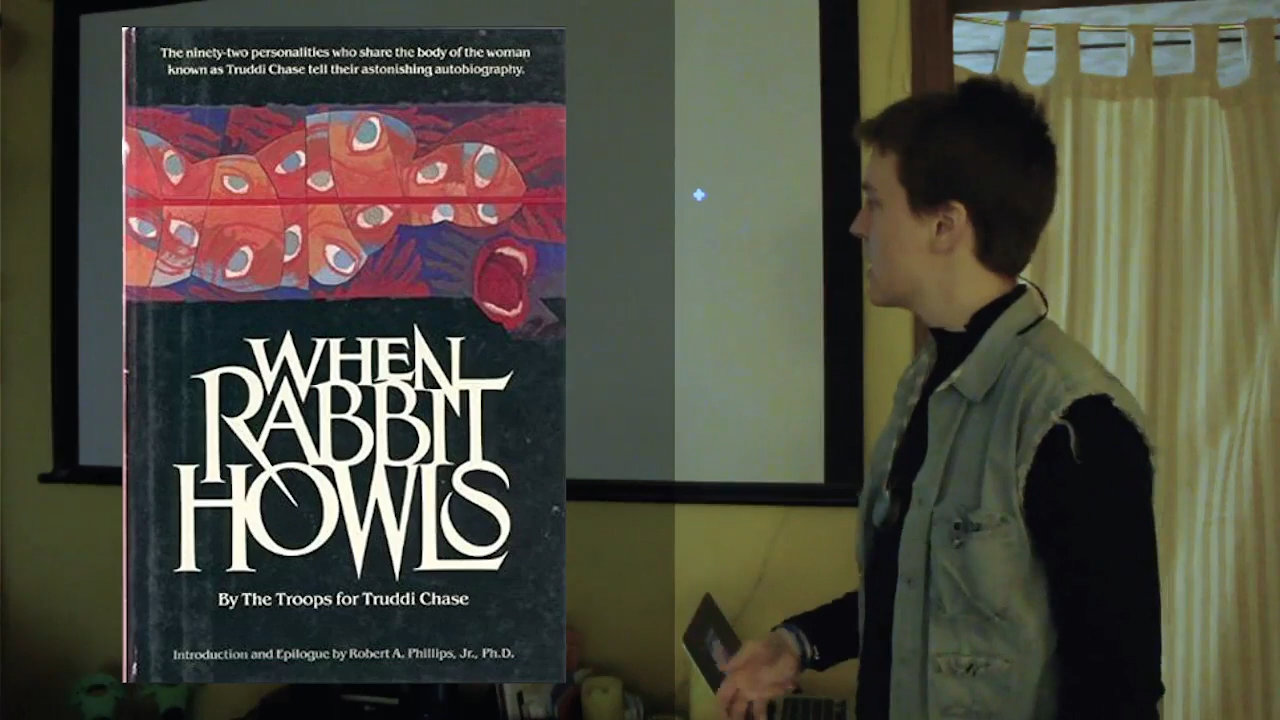 The ninety-two personalities who share the body of the woman
known as Truddi Chase tell their astonishing autobiography.
WHEN
RABBIT
HOWLS
By The Troops for Truddi Chase
Introduction and Epilogue by Robert A. Phillips, Jr., Ph.D.